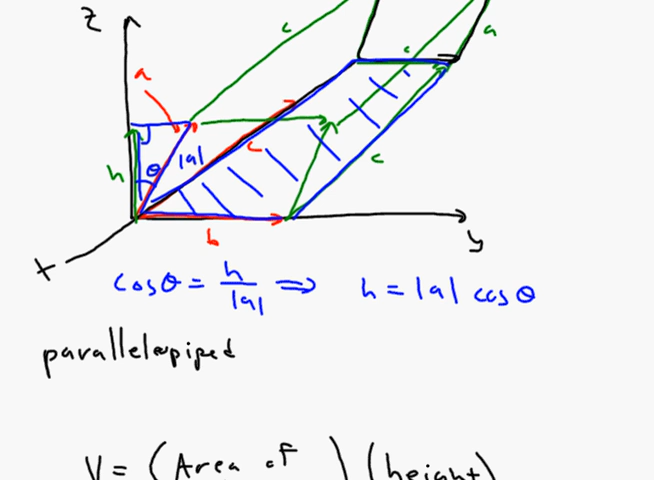 z
c
a
a
c
h
θ
|a|
c
c
b
y
x
cosθ = h/|a| ⇒ h = |a| cosθ
parallelepiped
V = (Area of ) (height)